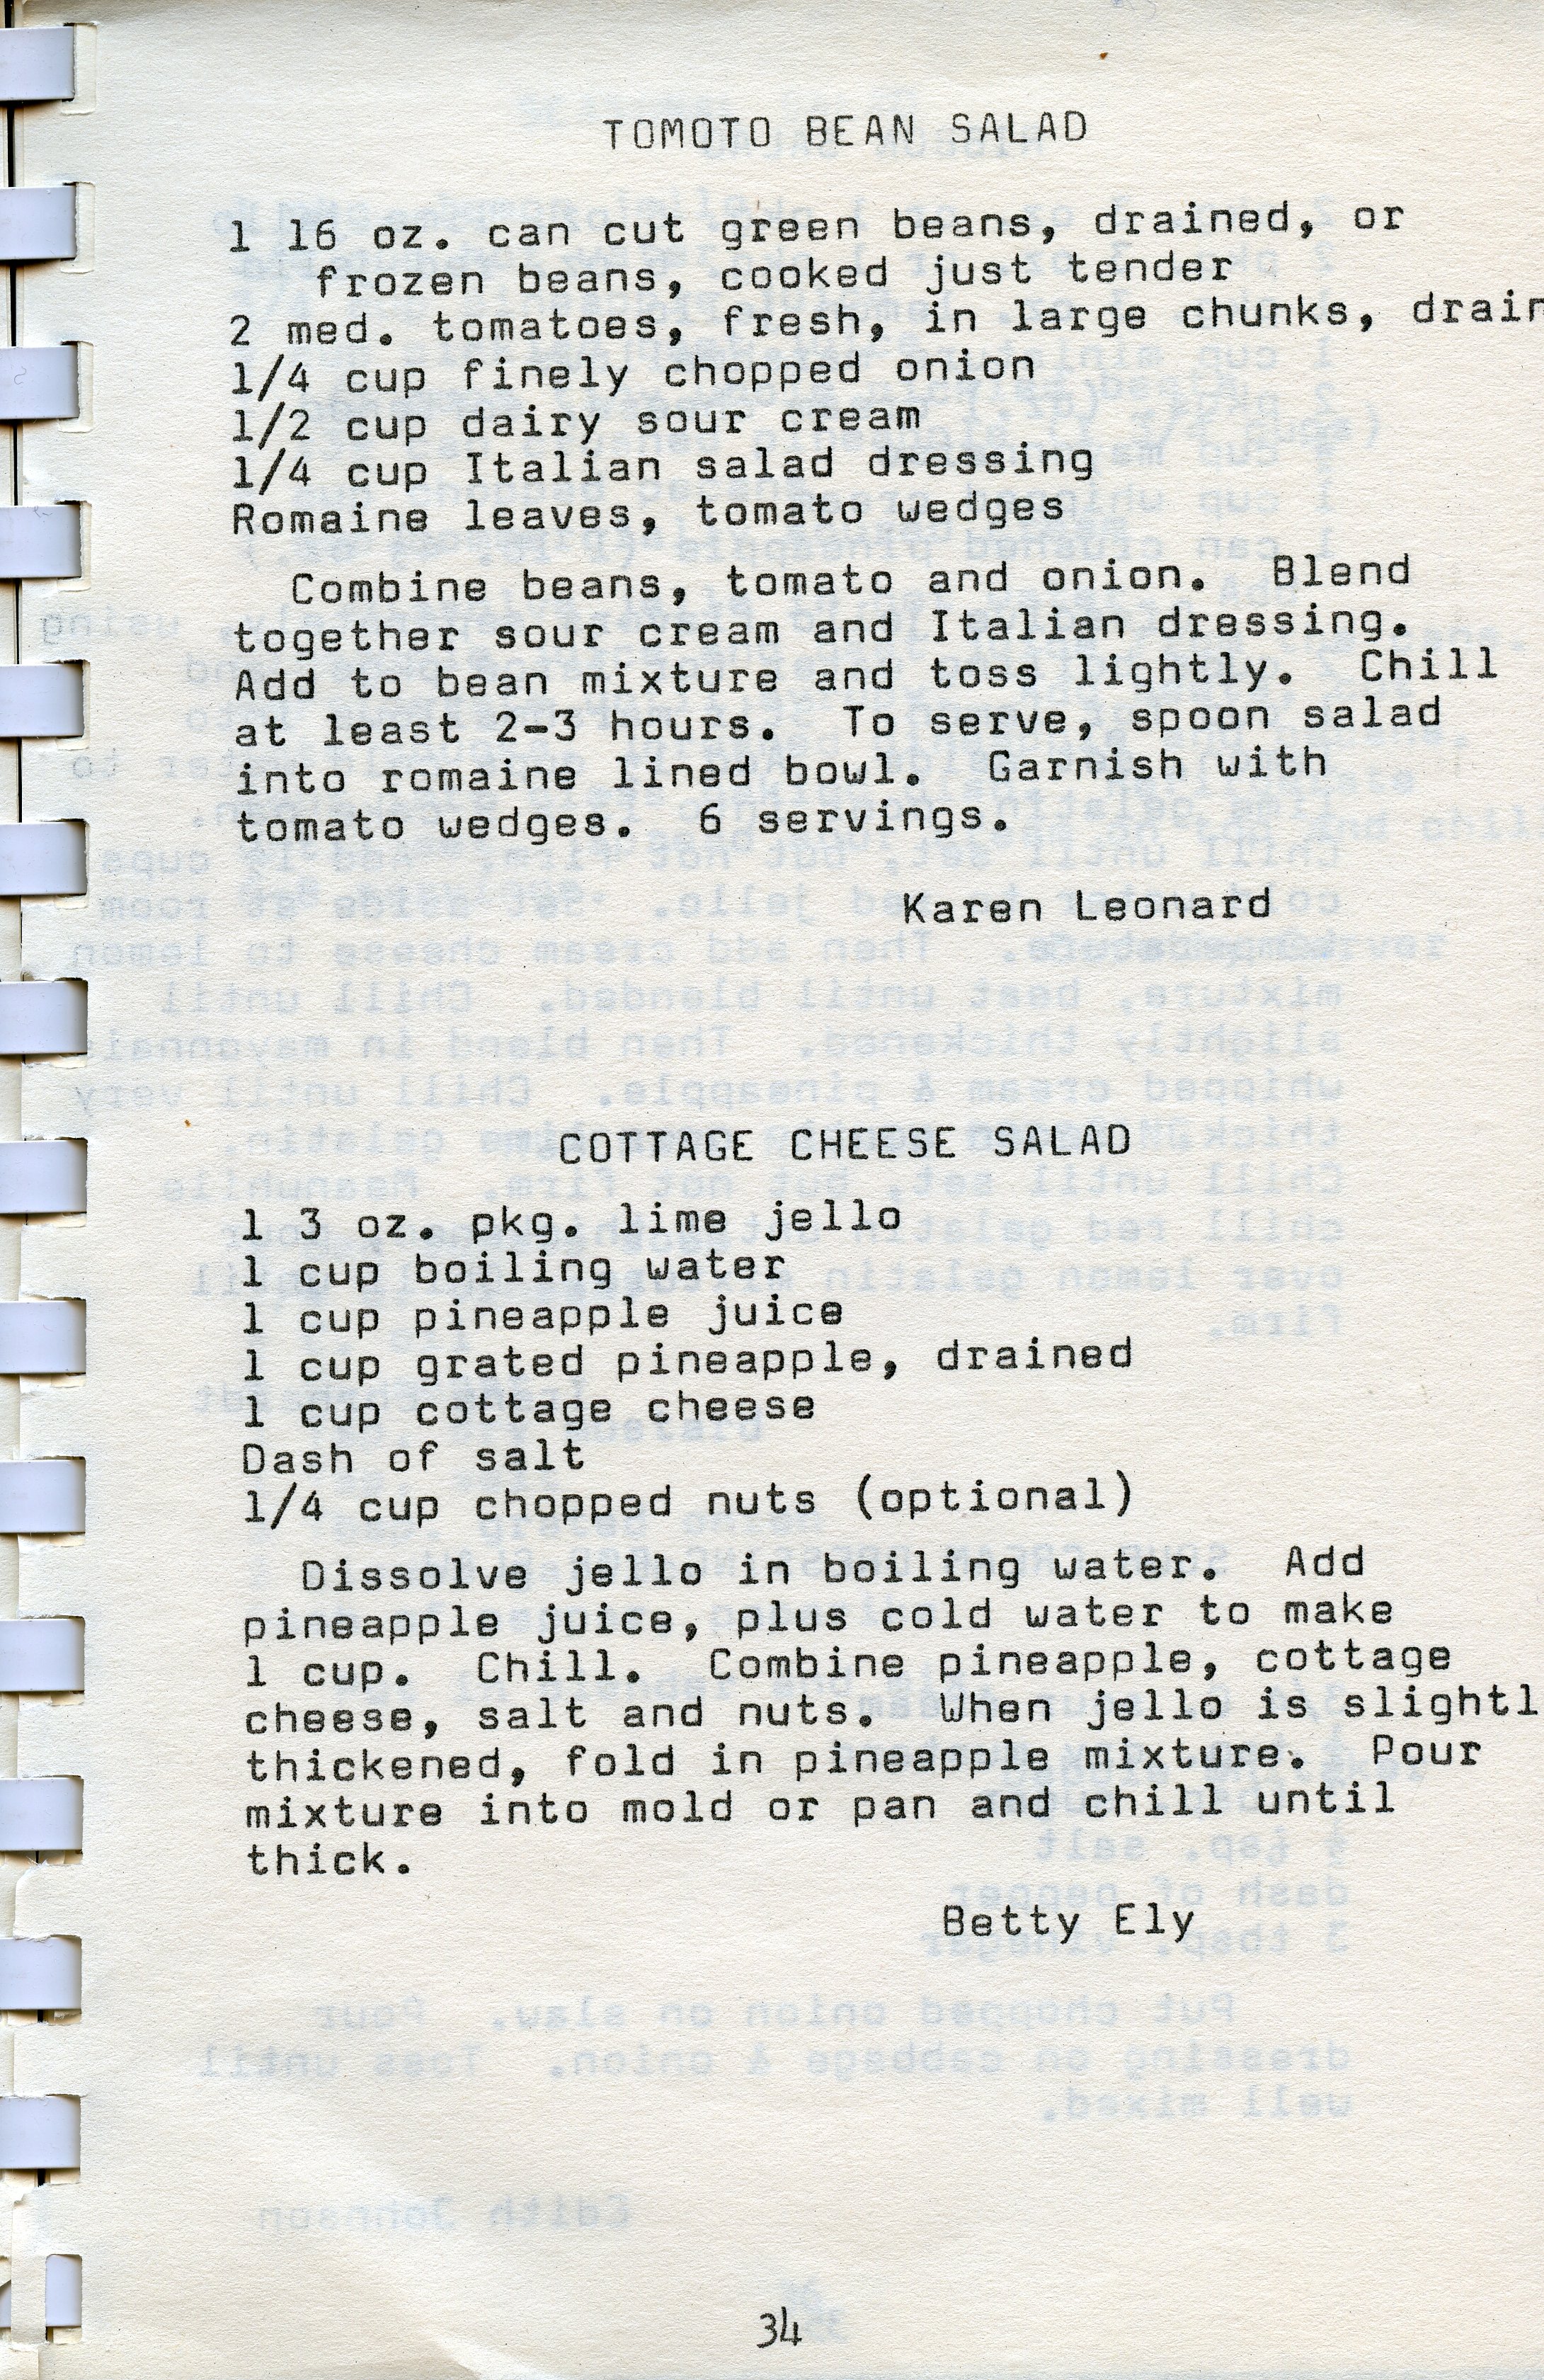 TOMOTO BEAN SALAD
1 16 oz. can cut green beans, drained, or
frozen beans, cooked just tender
2 med. tomatoes, fresh, in large chunks, drain
1/4 cup finely chopped onion
1/2 cup dairy sour cream
1/4 cup Italian salad dressing
Romaine leaves, tomato wedges
Combine beans, tomato and onion. Blend
together sour cream and Italian dressing.
Add to bean mixture and toss lightly. Chill
at least 2-3 hours. To serve, spoon salad
into romaine lined bowl. Garnish with
tomato wedges. 6 servings.
Karen Leonard
COTTAGE CHEESE SALAD
1 3 oz. pkg. lime jello
1 cup boiling water
1 cup pineapple juice
1 cup grated pineapple, drained
1 cup cottage cheese
Dash of salt
1/4 cup chopped nuts (optional)
Dissolve jello in boiling water. Add
pineapple juice, plus cold water to make
1 cup. Chill. Combine pineapple, cottage
cheese, salt and nuts. When jello is slightl
thickened, fold in pineapple mixture. Pour
mixture into mold or pan and chill until
thick.
Betty Ely
34